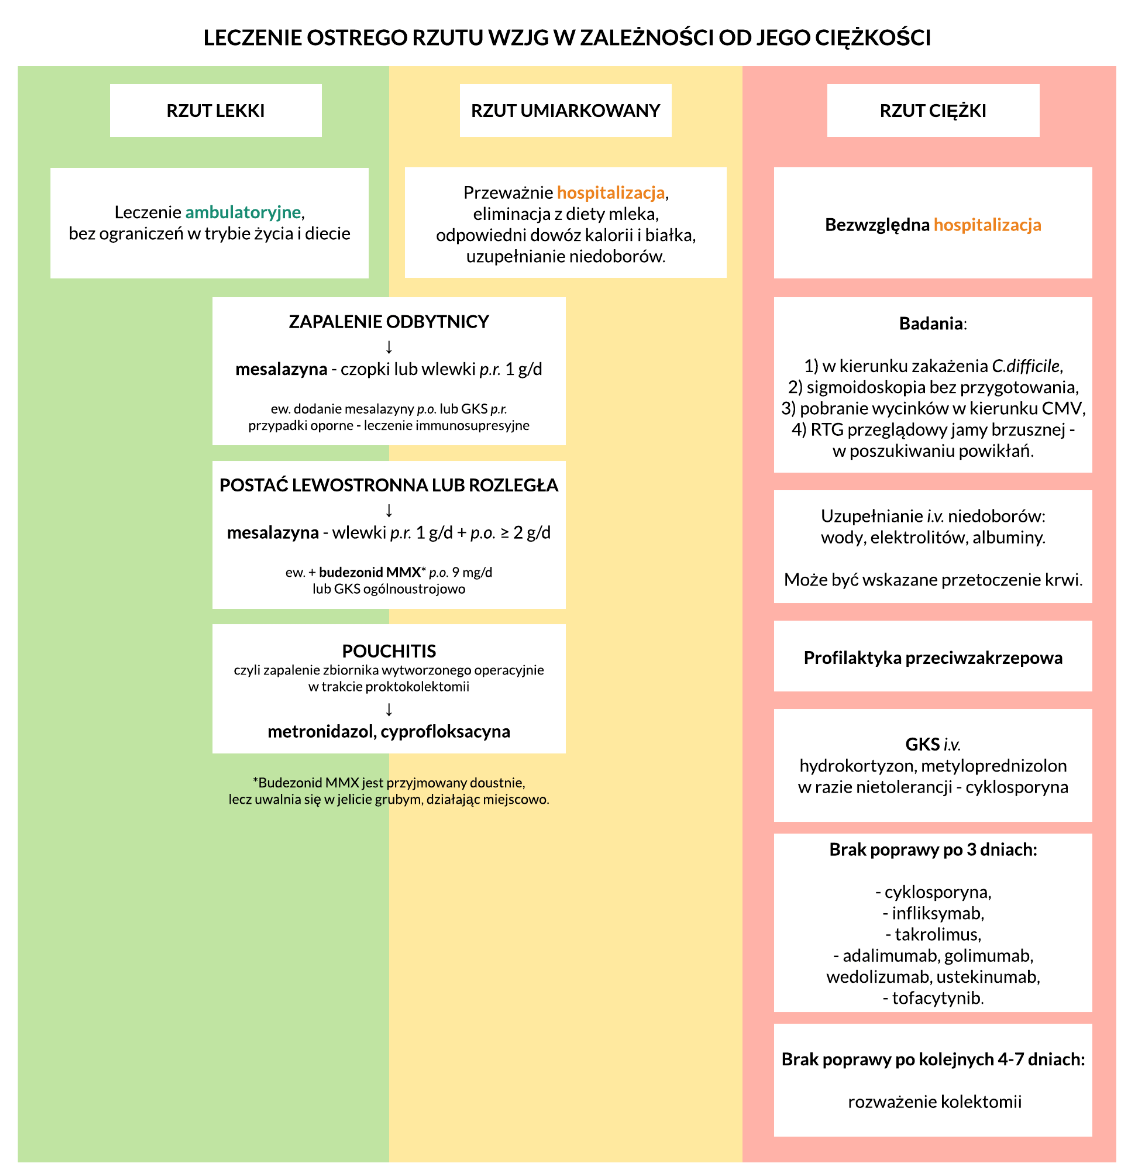 LECZENIE OSTREGO RZUTU WZJG W ZALEŻNOŚCI OD JEGO CIĘŻKOŚCI
RZUT LEKKI
Leczenie ambulatoryjne,
bez ograniczeń w trybie życia i diecie
RZUT UMIARKOWANY
Przeważnie hospitalizacja,
eliminacja z diety mleka,
odpowiedni dowóz kalorii i białka,
uzupełnianie niedoborów.
ZAPALENIE ODBYTNICY
↓
mesalazyna - czopki lub wlewki p.r. 1 g/d
ew. dodanie mesalazyny p.o. lub GKS p.r.
przypadki oporne - leczenie immunosupresyjne
POSTAĆ LEWOSTRONNA LUB ROZLEGŁA
↓
mesalazyna - wlewki p.r. 1 g/d + p.o. ≥ 2 g/d
ew. + budezonid MMX* p.o. 9 mg/d
lub GKS ogólnoustrojowo
POUCHITIS
czyli zapalenie zbiornika wytworzonego operacyjnie
w trakcie proktokolektomii
↓
metronidazol, cyprofloksacyna
*Budezonid MMX jest przyjmowany doustnie,
lecz uwalnia się w jelicie grubym, działając miejscowo.
RZUT CIĘŻKI
Bezwzględna hospitalizacja
Badania:
1) w kierunku zakażenia C.difficile,
2) sigmoidoskopia bez przygotowania,
3) pobranie wycinków w kierunku CMV,
4) RTG przeglądowy jamy brzusznej -
w poszukiwaniu powikłań.
Uzupełnianie i.v. niedoborów:
wody, elektrolitów, albuminy.
Może być wskazane przetoczenie krwi.
Profilaktyka przeciwzakrzepowa
GKS i.v.
hydrokortyzon, metyloprednizolon
w razie nietolerancji - cyklosporyna
Brak poprawy po 3 dniach:
- cyklosporyna,
- infliksymab,
- takrolimus,
- adalimumab, golimumab,
wedolizumab, ustekinumab,
- tofacytynib.
Brak poprawy po kolejnych 4-7 dniach:
rozważenie kolektomii